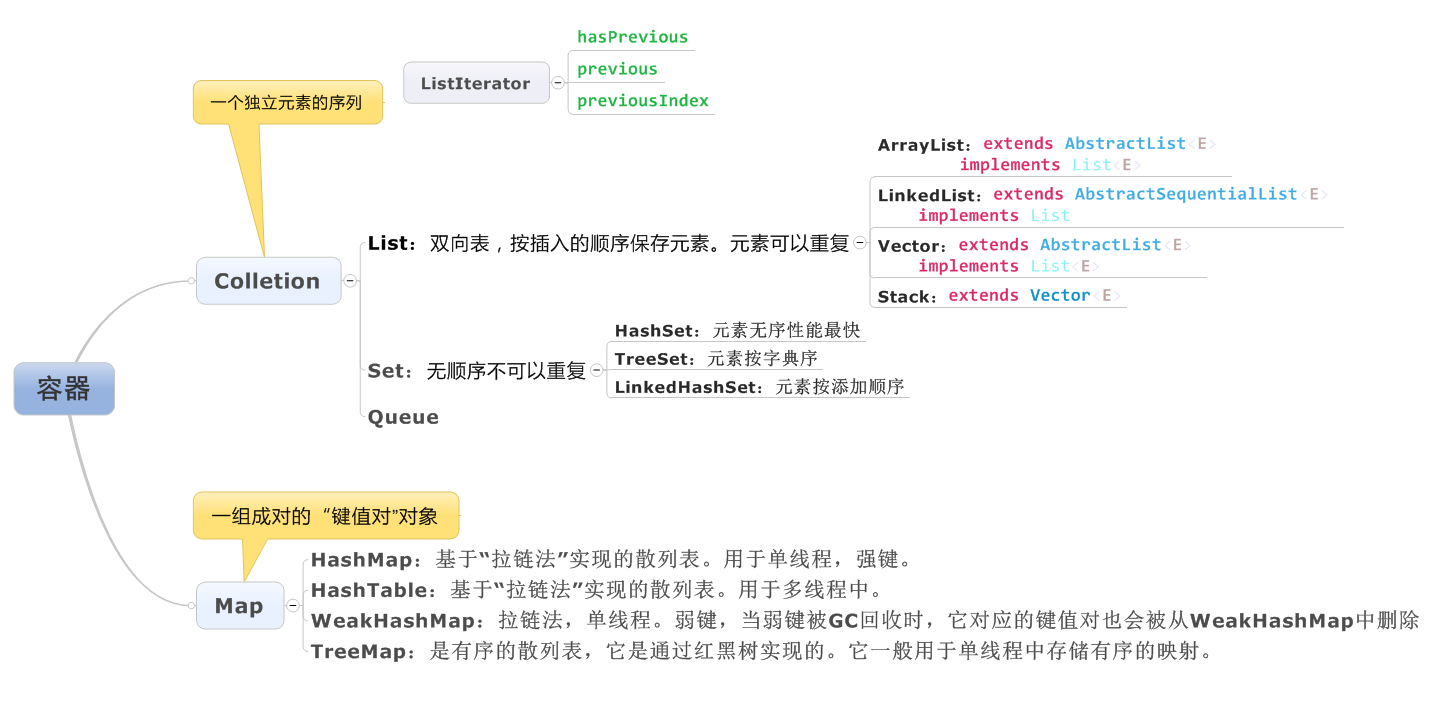 hasPrevious
ListIterator
previous
previousIndex
一个独立元素的序列
ArrayList：extends AbstractList<E>
implements List<E>
LinkedList：extends AbstractSequentialList<E>
implements List
List：双向表，按插入的顺序保存元素。元素可以重复
Vector：extends AbstractList<E>
implements List<E>
Stack：extends Vector<E>
Colletion
HashSet：元素无序性能最快
TreeSet：元素按字典序
LinkedHashSet：元素按添加顺序
Set：无顺序不可以重复
容器
Queue
一组成对的“键值对”对象
HashMap：基于“拉链法”实现的散列表。用于单线程，强键。
HashTable：基于“拉链法”实现的散列表。用于多线程中。
Map
WeakHashMap：拉链法，单线程。弱键，当弱键被GC回收时，它对应的键值对也会被从WeakHashMap中删除
TreeMap：是有序的散列表，它是通过红黑树实现的。它一般用于单线程中存储有序的映射。